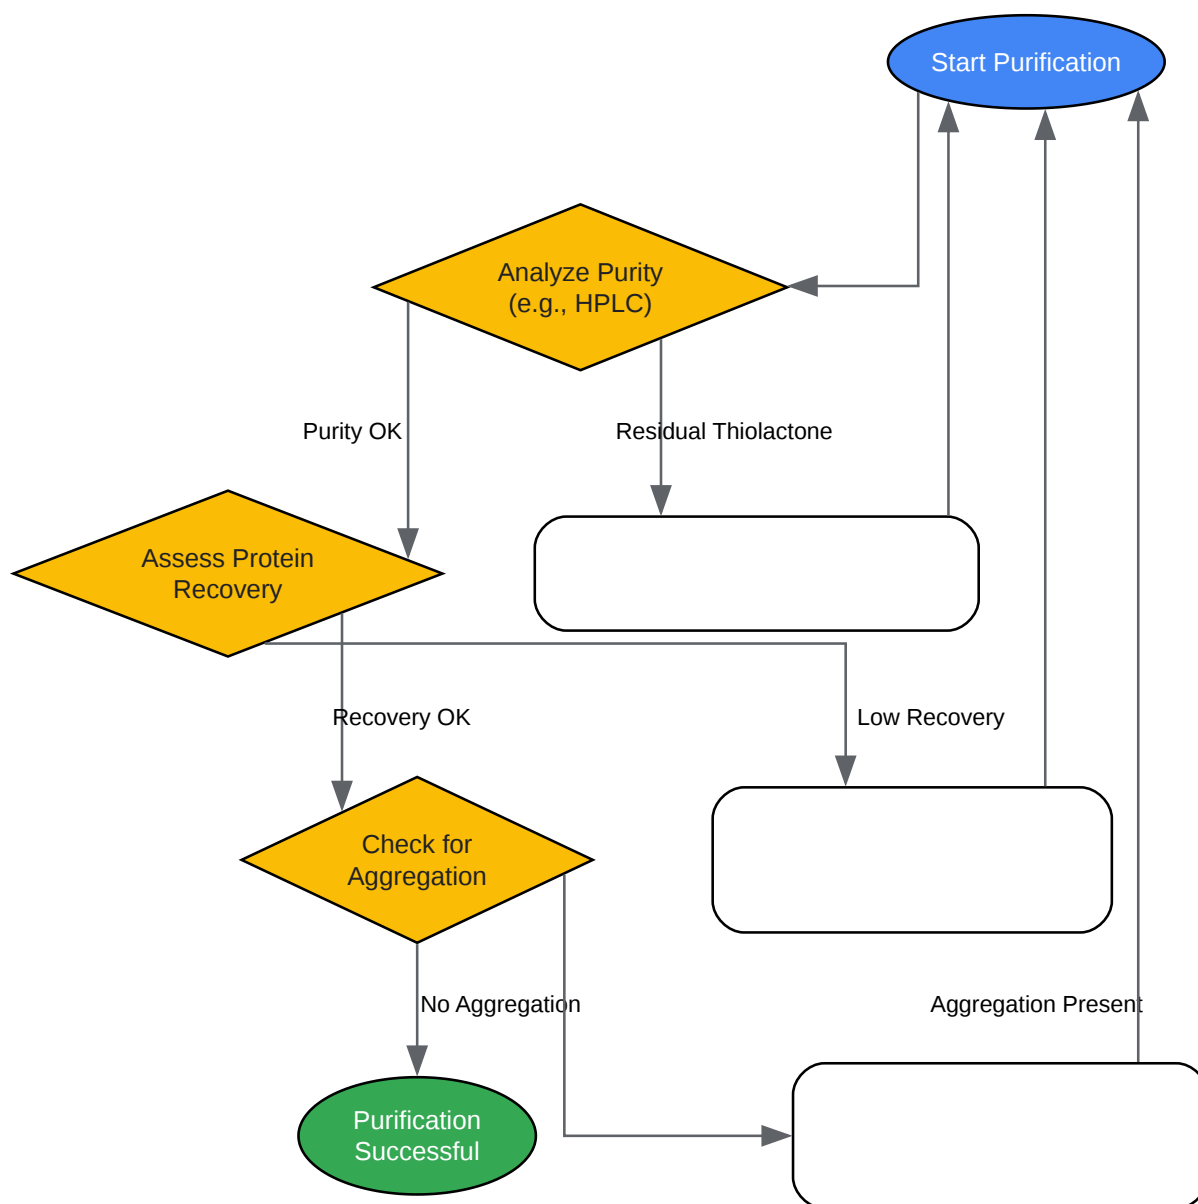 Start Purification
Analyze Purity
(e.g., HPLC)
Purity OK
Residual Thiolactone
Assess Protein
Recovery
Recovery OK
Low Recovery
Check for
Aggregation
No Aggregation
Aggregation Present
Purification
Successful